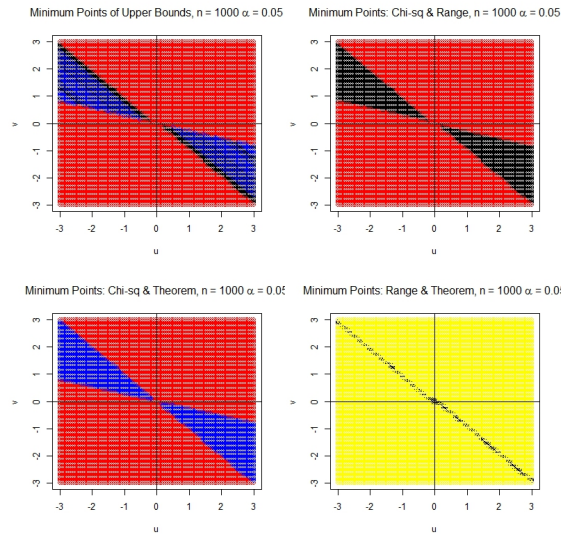 Minimum Points of Upper Bounds, n = 1000 α = 0.05
3
2
1
0
-1
-2
-3
v
-3 -2 -1 0 1 2 3
u
Minimum Points: Chi-sq & Range, n = 1000 α = 0.05
3
2
1
0
-1
-2
-3
v
-3 -2 -1 0 1 2 3
u
Minimum Points: Chi-sq & Theorem, n = 1000 α = 0.05
3
2
1
0
-1
-2
-3
v
-3 -2 -1 0 1 2 3
u
Minimum Points: Range & Theorem, n = 1000 α = 0.05
3
2
1
0
-1
-2
-3
v
-3 -2 -1 0 1 2 3
u